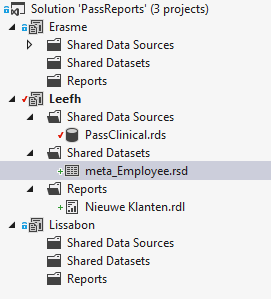 Solution 'PassReports' (3 projects)
Erasme
Shared Data Sources
Shared Datasets
Reports
Leefh
Shared Data Sources
PassClinical.rds
Shared Datasets
meta_Employee.rsd
Reports
Nieuwe Klanten.rdl
Lissabon
Shared Data Sources
Shared Datasets
Reports